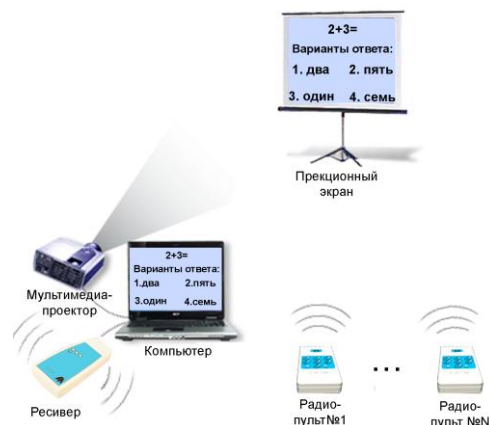 2+3=
Варианты ответа:
1. два 2. пять
3. один 4. семь
Прекционный
экран
2+3=
Варианты ответа:
1.два 2.пять
3.один 4.семь
Мультимедиа-
проектор
Компьютер
Ресивер
...
Радио-
пульт№1
Радио-
пульт №N